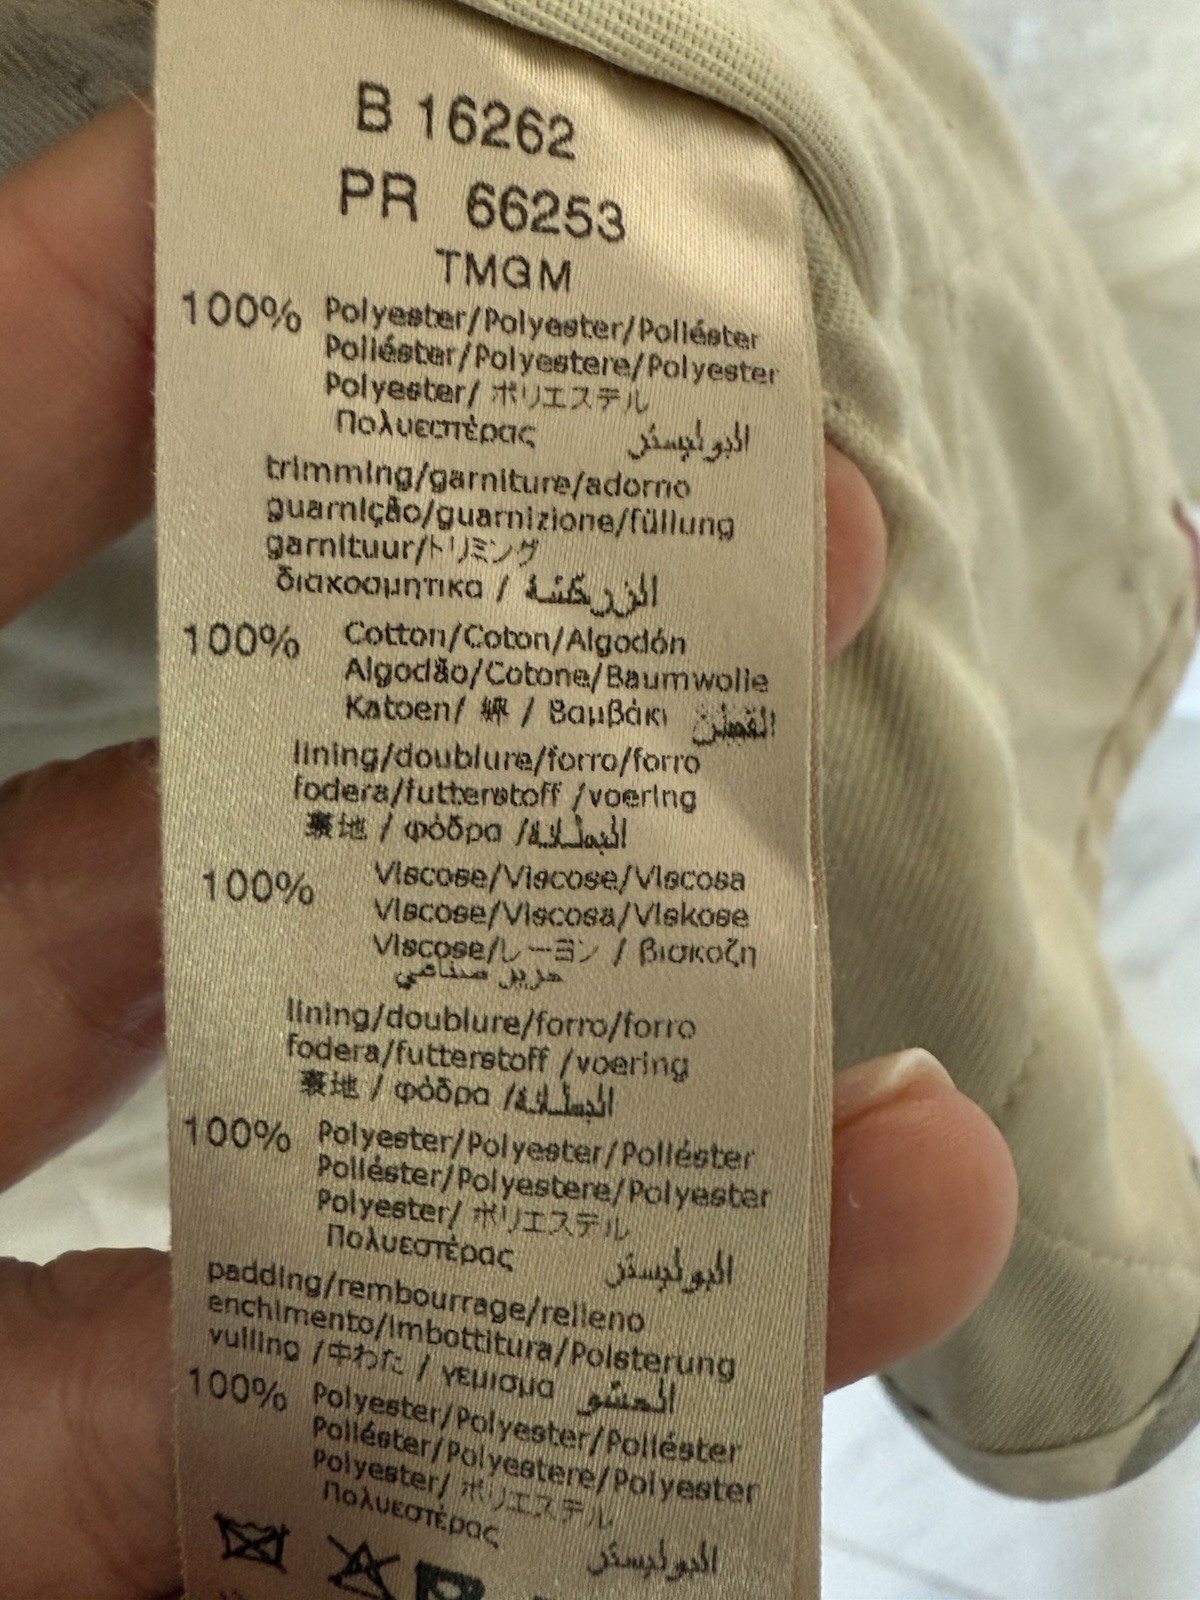 B 16262
PR 66253
TMGM
100% Polyester/Polyester/Poliéster
Poliéster/Polyestere/Polyester
Polyester/ ポリエステル
Πολυεστέρας البوليستر
trimming/garniture/adorno
guarnição/guarnizione/füllung
garnituur/トリミング
διακοσμητικα / الزركشة
100% Cotton/Coton/Algodón
Algodão/Cotone/Baumwolle
Katoen/ 綿 / βαμβάκι القطن
lining/doublure/forro/forro
fodera/futterstoff /voering
裏地 / φόδρα /البطانة
100% Viscose/Viscose/Viscosa
Viscose/Viscosa/Viskose
Viscose/レーヨン / βισκοζη
حرير صناعي
lining/doublure/forro/forro
fodera/futterstoff /voering
裏地 / φόδρα /البطانة
100% Polyester/Polyester/Poliéster
Poliéster/Polyestere/Polyester
Polyester/ ポリエステル
Πολυεστέρας البوليستر
padding/rembourrage/relleno
enchimento/imbottitura/Polsterung
vulling /中わた / γεμισμα الحشو
100% Polyester/Polyester/Poliéster
Poliéster/Polyestere/Polyester
Polyester/ ポリエステル
Πολυεστέρας البوليستر